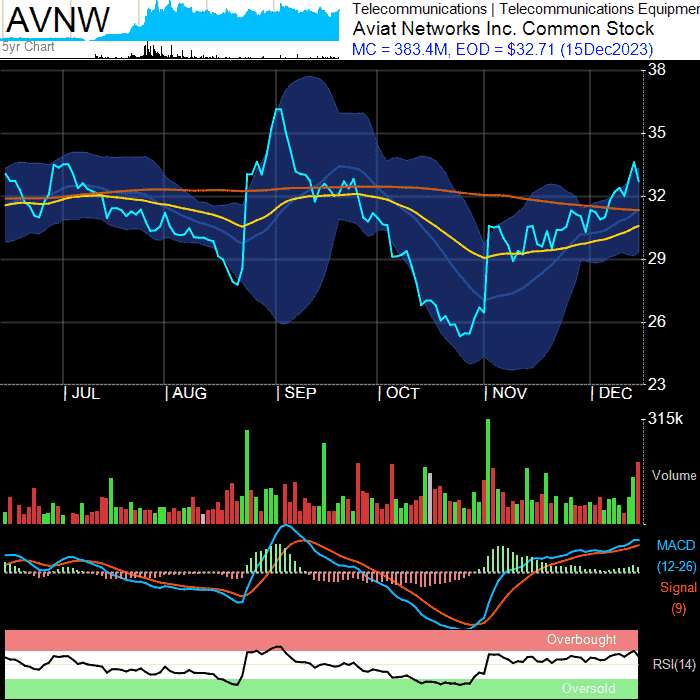 AVNW
5yr Chart
Telecommunications | Telecommunications Equipmen
Aviat Networks Inc. Common Stock
MC = 383.4M, EOD = $32.71 (15Dec2023)
38
35
32
29
26
23
| JUL | AUG | SEP | OCT | NOV | DEC
315k
Volume
MACD
(12-26)
Signal
(9)
Overbought
RSI(14)
Oversold